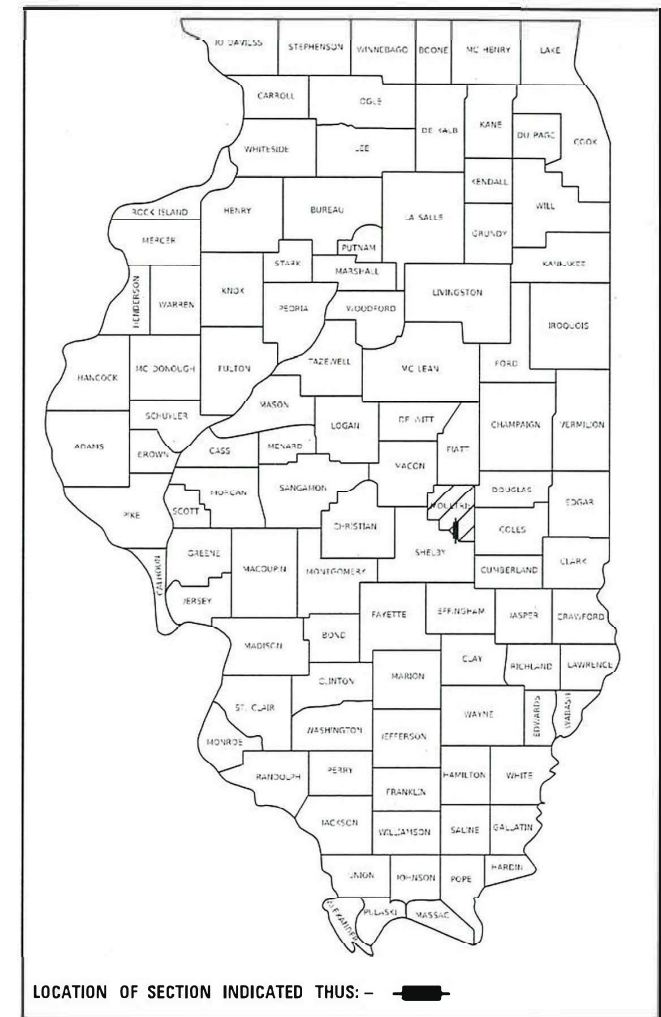 JO DAVIESS STEPHENSON WINNEBAGO BOONE MC HENRY LAKE
CARROLL OGLE DE KALB KANE DU PAGE COOK
WHITESIDE LEE
KENDALL
ROCK ISLAND HENRY BUREAU LA SALLE WILL
MERCER PUTNAM GRUNDY
STARK MARSHALL KANKAKEE
HENDERSON WARREN KNOX PEORIA WOODFORD LIVINGSTON IROQUOIS
HANCOCK MC DONOUGH FULTON TAZEWELL MC LEAN FORD
MASON
SCHUYLER LOGAN DE WITT CHAMPAIGN VERMILION
ADAMS BROWN CASS MENARD PIATT
MACON
MORGAN SANGAMON DOUGLAS
PIKE SCOTT MOULTRIE EDGAR
CHRISTIAN COLES
GREENE SHELBY
CALHOUN MACOUPIN MONTGOMERY CUMBERLAND CLARK
JERSEY FAYETTE EFFINGHAM JASPER CRAWFORD
MADISON BOND
CLAY RICHLAND LAWRENCE
CLINTON MARION
ST. CLAIR WAYNE EDWARDS WABASH
MONROE WASHINGTON JEFFERSON
RANDOLPH PERRY HAMILTON WHITE
FRANKLIN
JACKSON WILLIAMSON SALINE GALLATIN
UNION JOHNSON POPE HARDIN
ALEXANDER PULASKI MASSAC
LOCATION OF SECTION INDICATED THUS: –